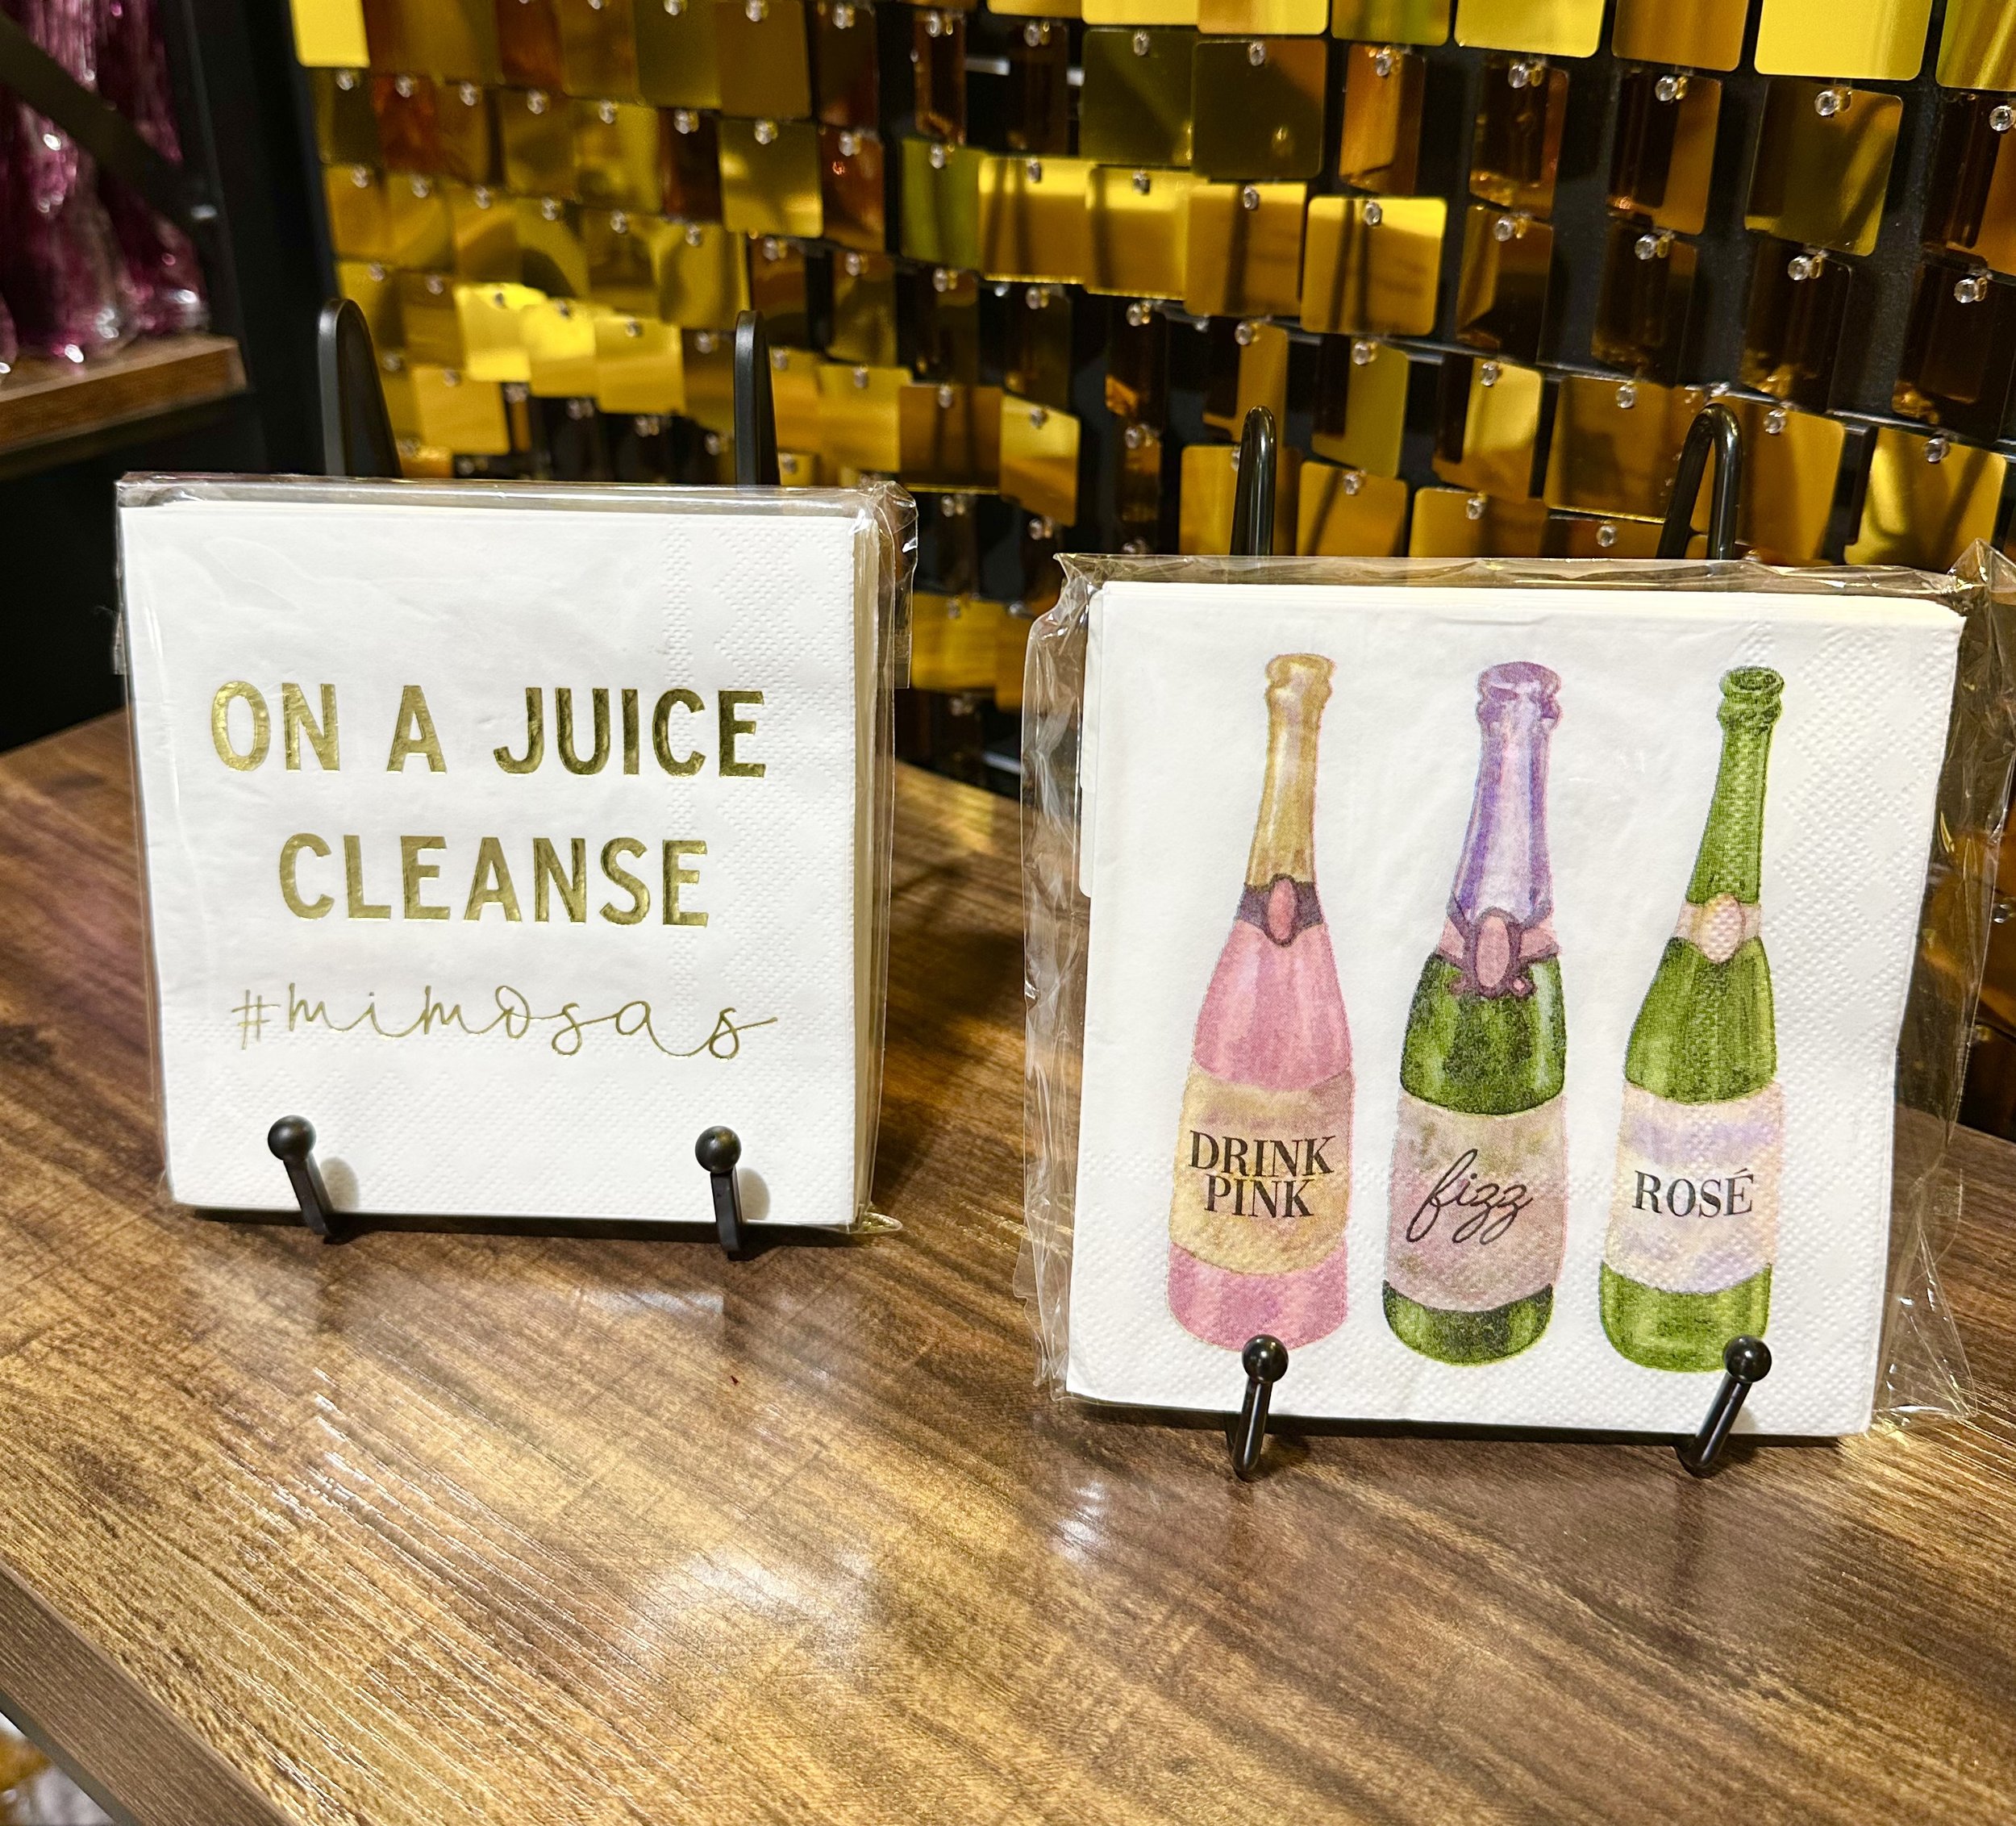 ON A JUICE
CLEANSE
#mimosas
DRINK
PINK
fizz
ROSÉ